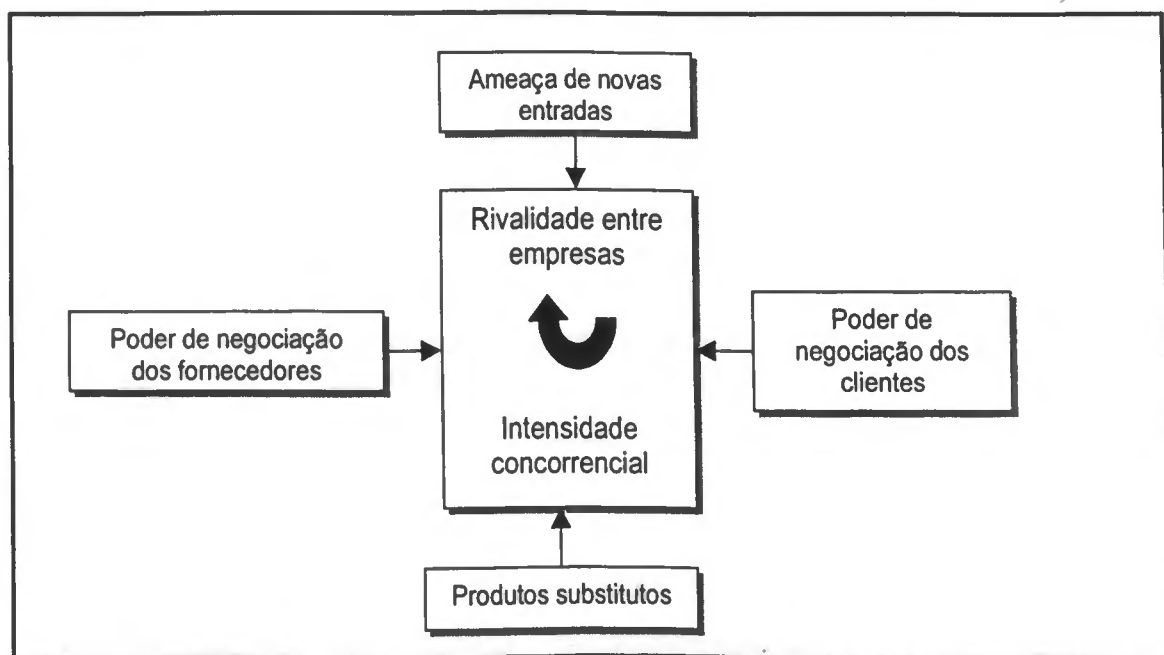 Ameaça de novas
entradas
Rivalidade entre
empresas
Poder de negociação
dos fornecedores
Poder de
negociação dos
clientes
Intensidade
concorrencial
Produtos substitutos